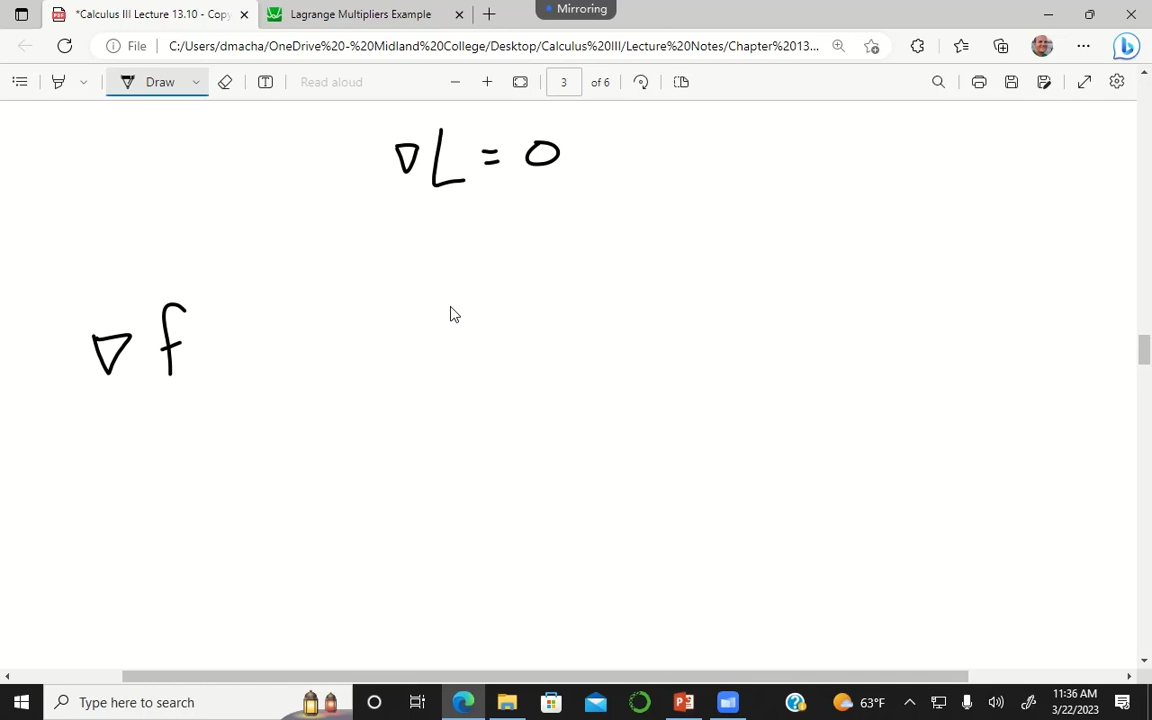 Mirroring
*Calculus III Lecture 13.10 - Copy
Lagrange Multipliers Example
File
C:/Users/dmacha/OneDrive%20-%20Midland%20College/Desktop/Calculus%20III/Lecture%20Notes/Chapter%2013...
Draw
Read aloud
3 of 6
∇L = 0
∇ f
Type here to search
63°F
11:36 AM
3/22/2023